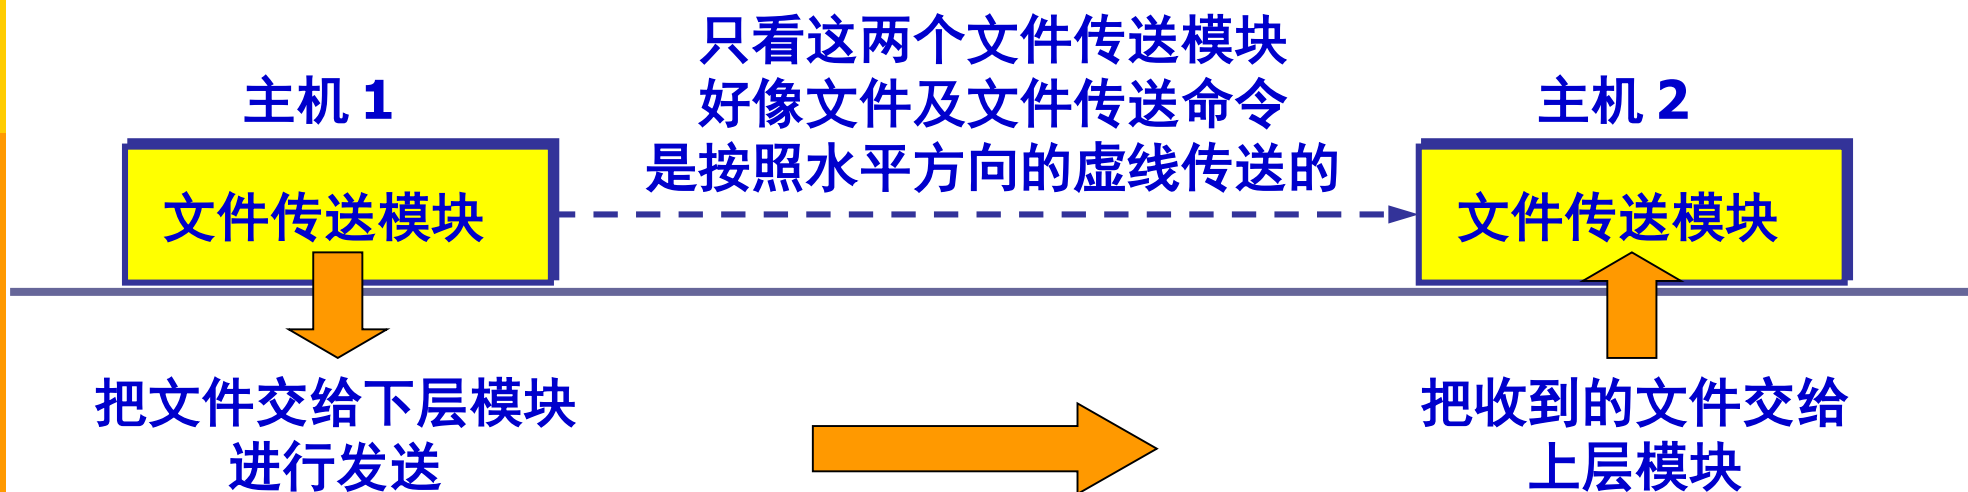 只看这两个文件传送模块
好像文件及文件传送命令
是按照水平方向的虚线传送的
主机 1
主机 2
文件传送模块
文件传送模块
把文件交给下层模块
进行发送
把收到的文件交给
上层模块